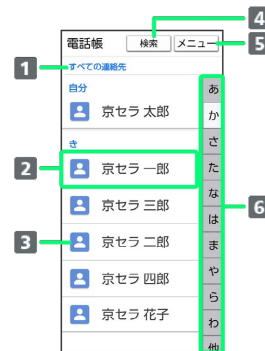 4
電話帳 検索 メニュー 5
1 すべての連絡先
自分 あ
京セラ 太郎 か
き さ
2 京セラ 一郎 た
な
京セラ 三郎 は 6
3 京セラ 二郎 ま
京セラ 四郎 や
ら
京セラ 花子 わ
他